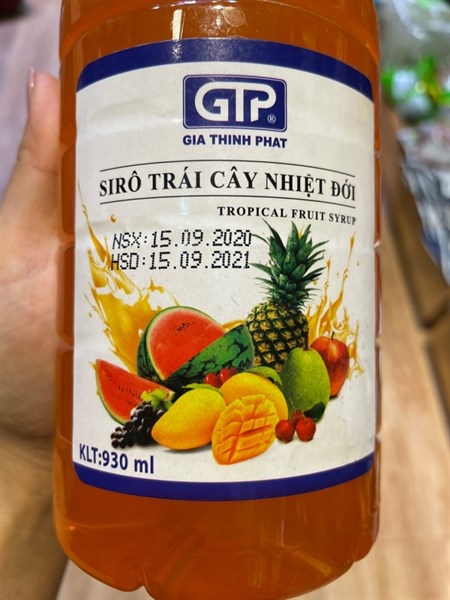 GTP
®
GIA THINH PHAT
SIRÔ TRÁI CÂY NHIỆT ĐỚI
TROPICAL FRUIT SYRUP
NSX:15.09.2020
HSD:15.09.2021
KLT:930 ml